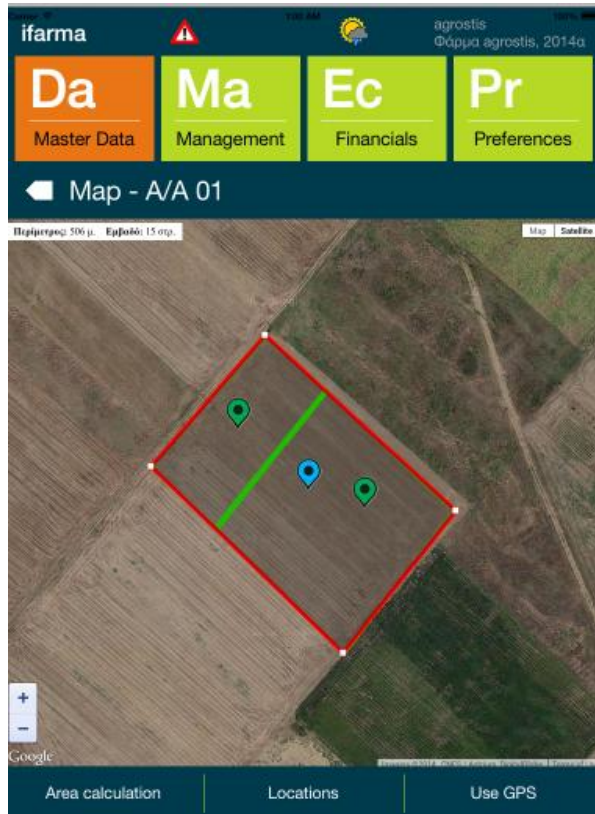 ifarma
agrostis
Φάρμα agrostis, 2014α
Da
Master Data
Ma
Management
Ec
Financials
Pr
Preferences
Map - A/A 01
Περίμετρος: 506 μ. Εμβαδό: 15 στρ.
Map
Satellite
+
−
Google
Area calculation
Locations
Use GPS